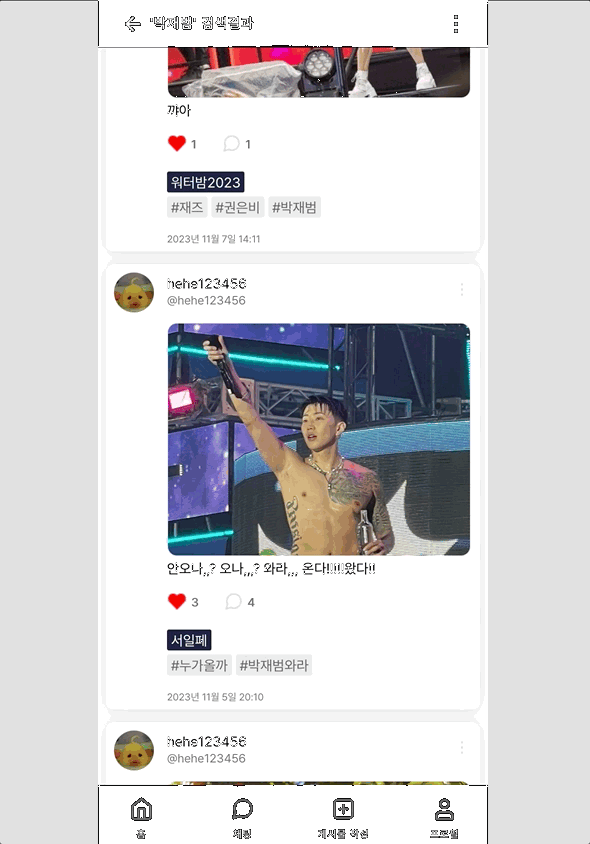 '박재범' 검색결과
꺄아
1 1
워터밤2023
#재즈 #권은비 #박재범
2023년 11월 7일 14:11
hehe123456
@hehe123456
안오나,,? 오나,,,? 와라,,, 온다!!!!왔다!!
3 4
서일페
#누가올까 #박재범와라
2023년 11월 5일 20:10
hehe123456
@hehe123456
홈 채팅 게시물 작성 프로필